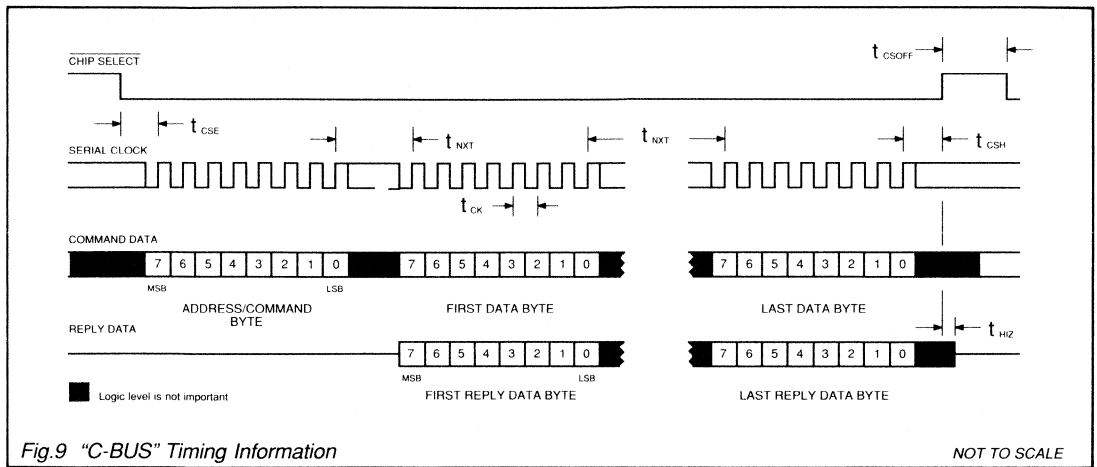 CHIP SELECT
t CSOFF
t CSE
t NXT
t NXT
t CSH
SERIAL CLOCK
t CK
COMMAND DATA
7 6 5 4 3 2 1 0 7 6 5 4 3 2 1 0 7 6 5 4 3 2 1 0
MSB LSB
ADDRESS/COMMAND
BYTE
FIRST DATA BYTE
LAST DATA BYTE
REPLY DATA
t HIZ
7 6 5 4 3 2 1 0 7 6 5 4 3 2 1 0
MSB LSB
Logic level is not important
FIRST REPLY DATA BYTE
LAST REPLY DATA BYTE
Fig.9 "C-BUS" Timing Information
NOT TO SCALE